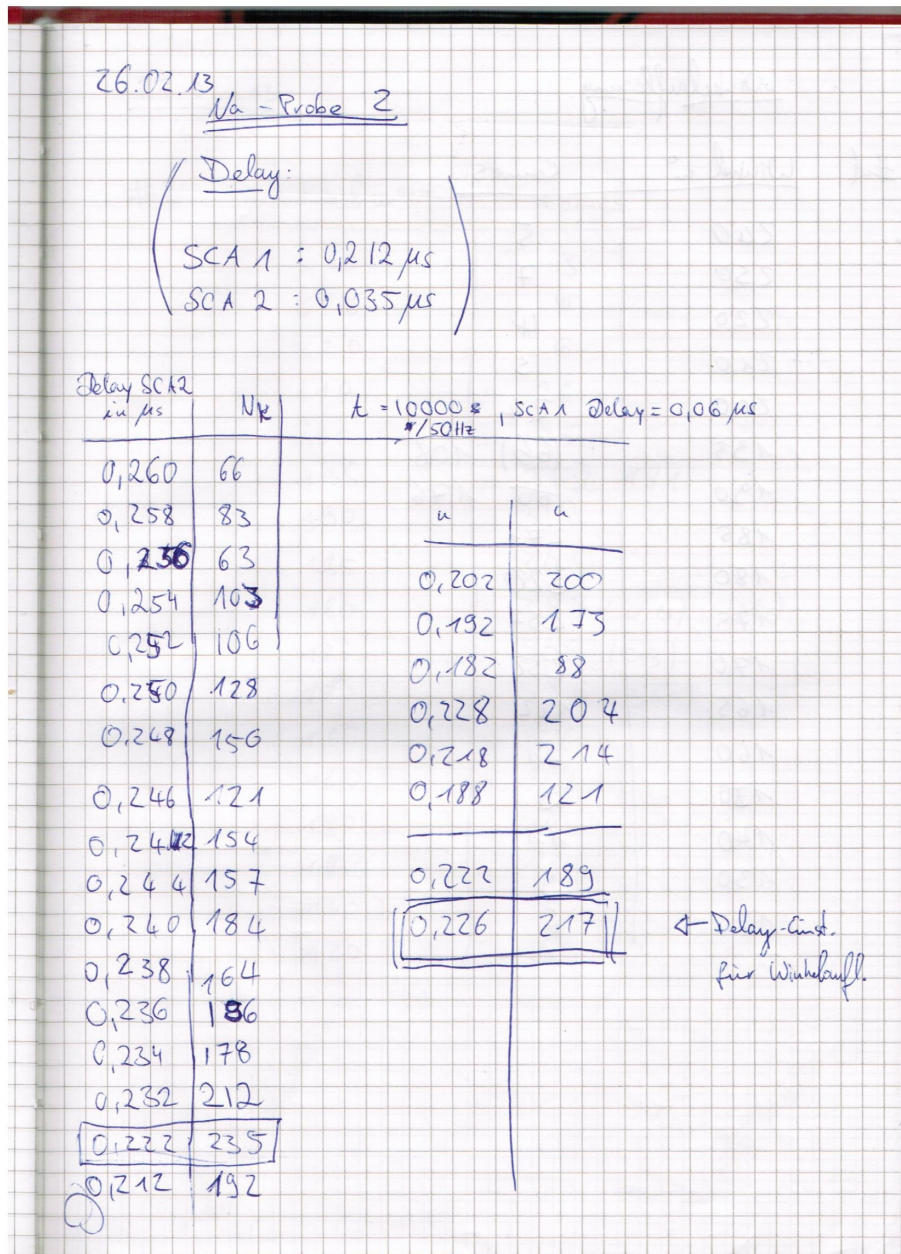 26.02.13
Na-Probe 2
Delay:
SCA 1 : 0,212 µs
SCA 2 : 0,035 µs
Delay SCA2
in µs Nk
t = 10000 s
/50Hz , SCA 1 Delay = 0,06 µs
0,260 66
0,258 83
0,256 63
0,254 103
0,252 106
0,250 128
0,248 156
0,246 121
0,242 154
0,244 157
0,240 184
0,238 164
0,236 186
0,234 178
0,232 212
0,222 235
0,212 192
" "
0,202 200
0,192 173
0,182 88
0,228 204
0,218 214
0,188 121
0,222 189
0,226 217
← Delay-Einst.
für Winkelaufl.